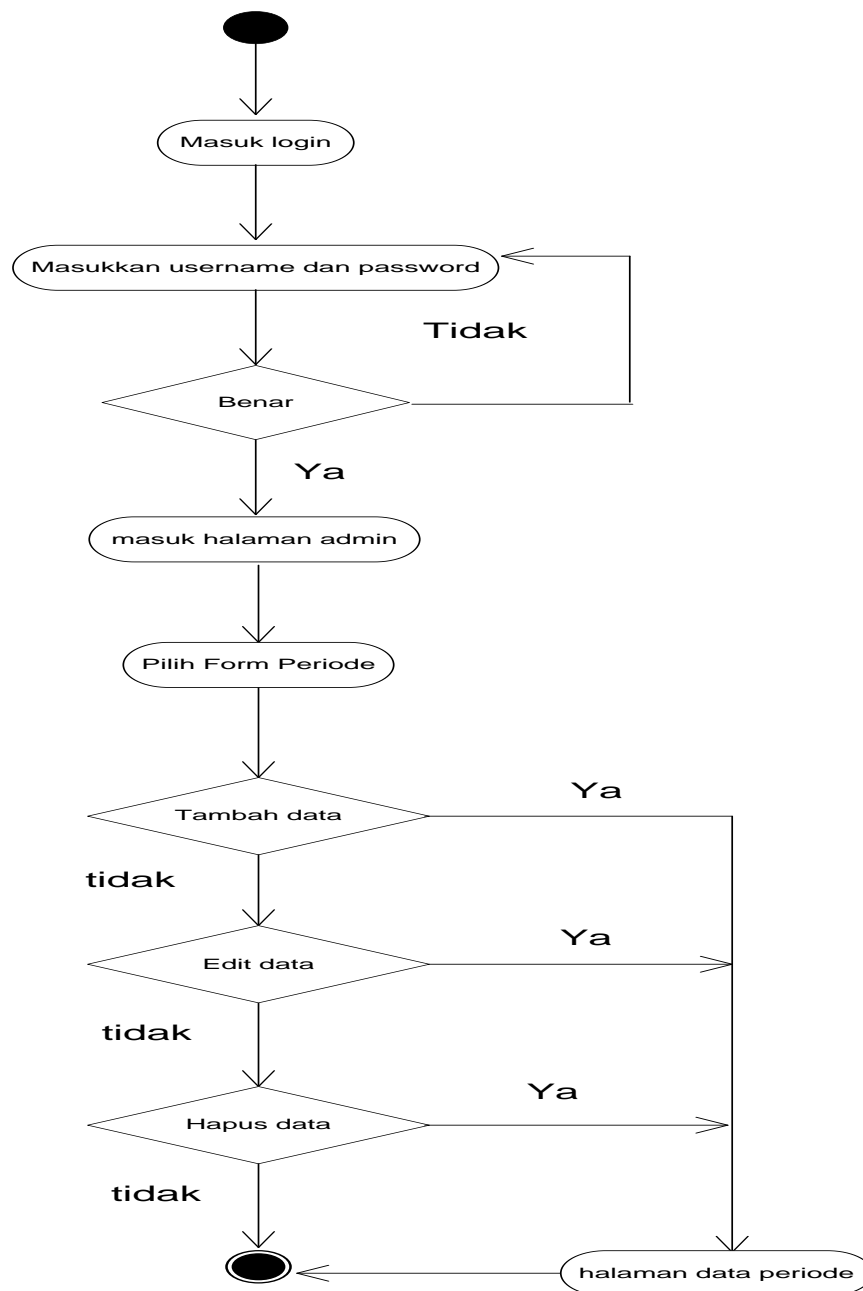 Masuk login
Masukkan username dan password
Tidak
Benar
Ya
masuk halaman admin
Pilih Form Periode
Ya
Tambah data
tidak
Ya
Edit data
tidak
Ya
Hapus data
tidak
halaman data periode